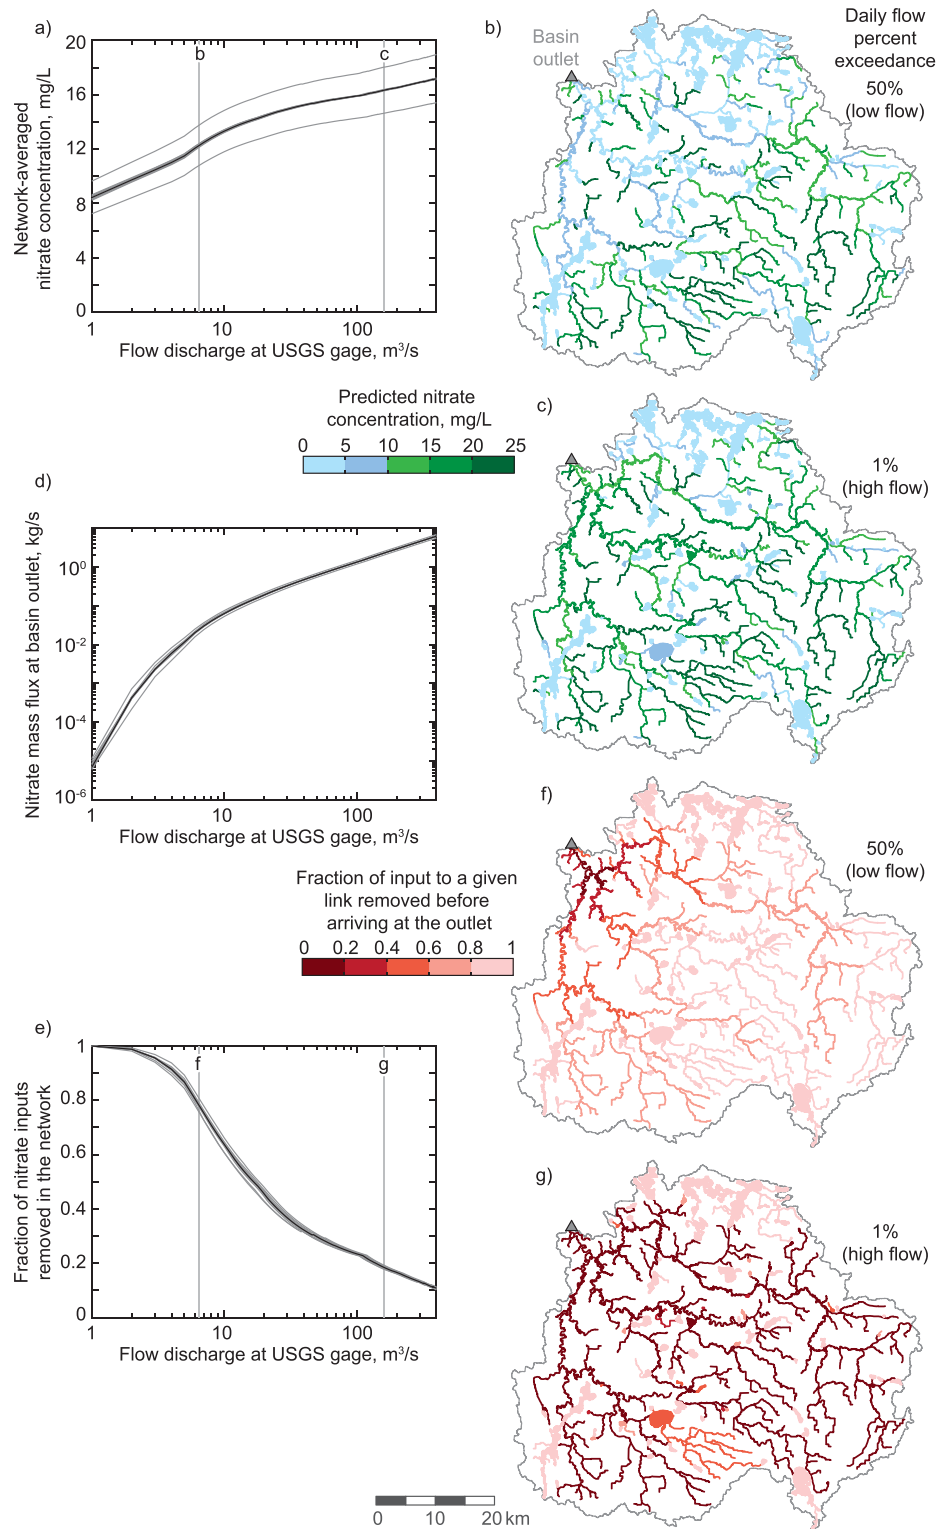 a)
20
16
12
8
4
0
Network-averaged
nitrate concentration, mg/L
b
c
1
10
100
Flow discharge at USGS gage, m³/s
b)
Basin
outlet
Daily flow
percent
exceedance
50%
(low flow)
Predicted nitrate
concentration, mg/L
0 5 10 15 20 25
c)
1%
(high flow)
d)
10⁰
10⁻²
10⁻⁴
10⁻⁶
Nitrate mass flux at basin outlet, kg/s
1
10
100
Flow discharge at USGS gage, m³/s
Fraction of input to a given
link removed before
arriving at the outlet
0 0.2 0.4 0.6 0.8 1
f)
50%
(low flow)
e)
1
0.8
0.6
0.4
0.2
0
Fraction of nitrate inputs
removed in the network
f
g
1
10
100
Flow discharge at USGS gage, m³/s
g)
1%
(high flow)
0 10 20 km